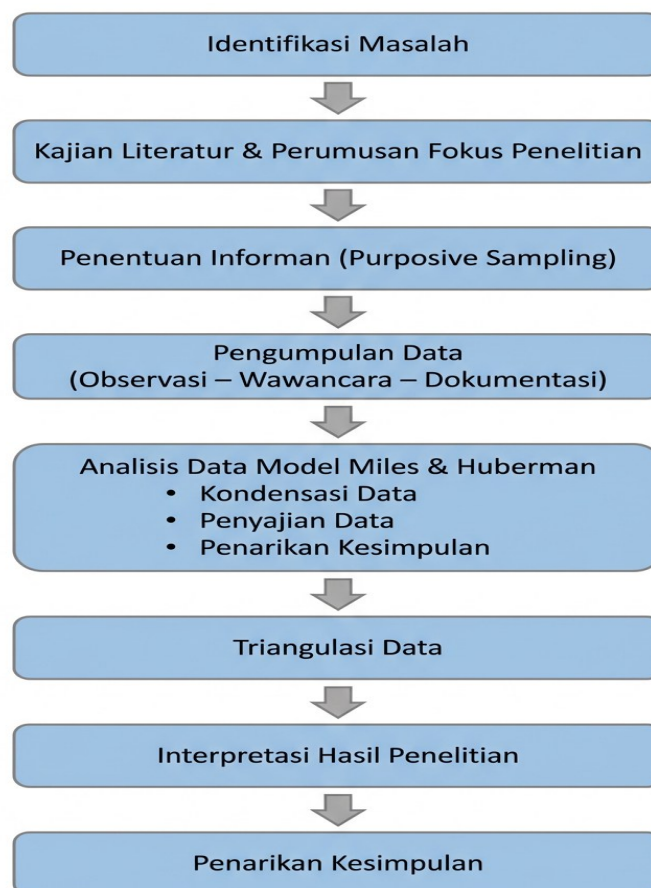 Identifikasi Masalah
Kajian Literatur & Perumusan Fokus Penelitian
Penentuan Informan (Purposive Sampling)
Pengumpulan Data
(Observasi – Wawancara – Dokumentasi)
Analisis Data Model Miles & Huberman
• Kondensasi Data
• Penyajian Data
• Penarikan Kesimpulan
Triangulasi Data
Interpretasi Hasil Penelitian
Penarikan Kesimpulan